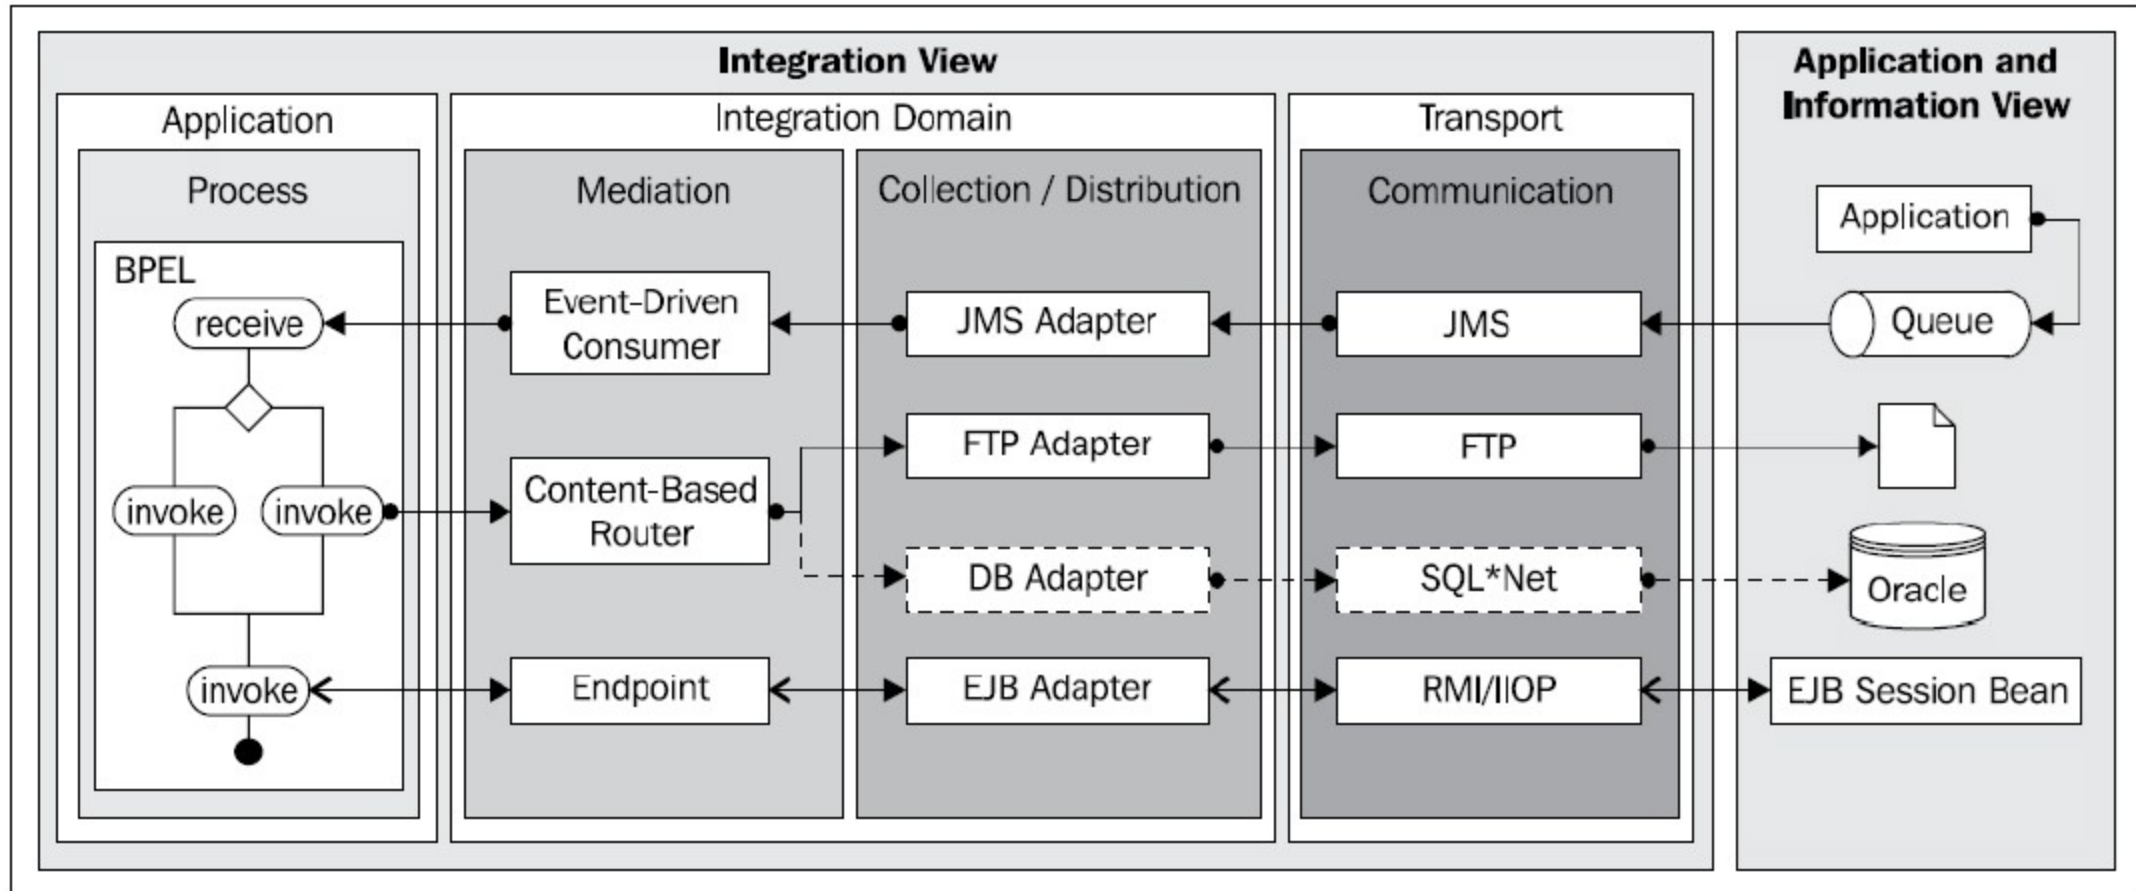 Integration View
Application and
Information View
Application
Integration Domain
Transport
Process
Mediation
Collection / Distribution
Communication
Application
BPEL
receive
Event-Driven
Consumer
JMS Adapter
JMS
Queue
FTP Adapter
FTP
invoke
invoke
Content-Based
Router
DB Adapter
SQL*Net
Oracle
invoke
Endpoint
EJB Adapter
RMI/IIOP
EJB Session Bean